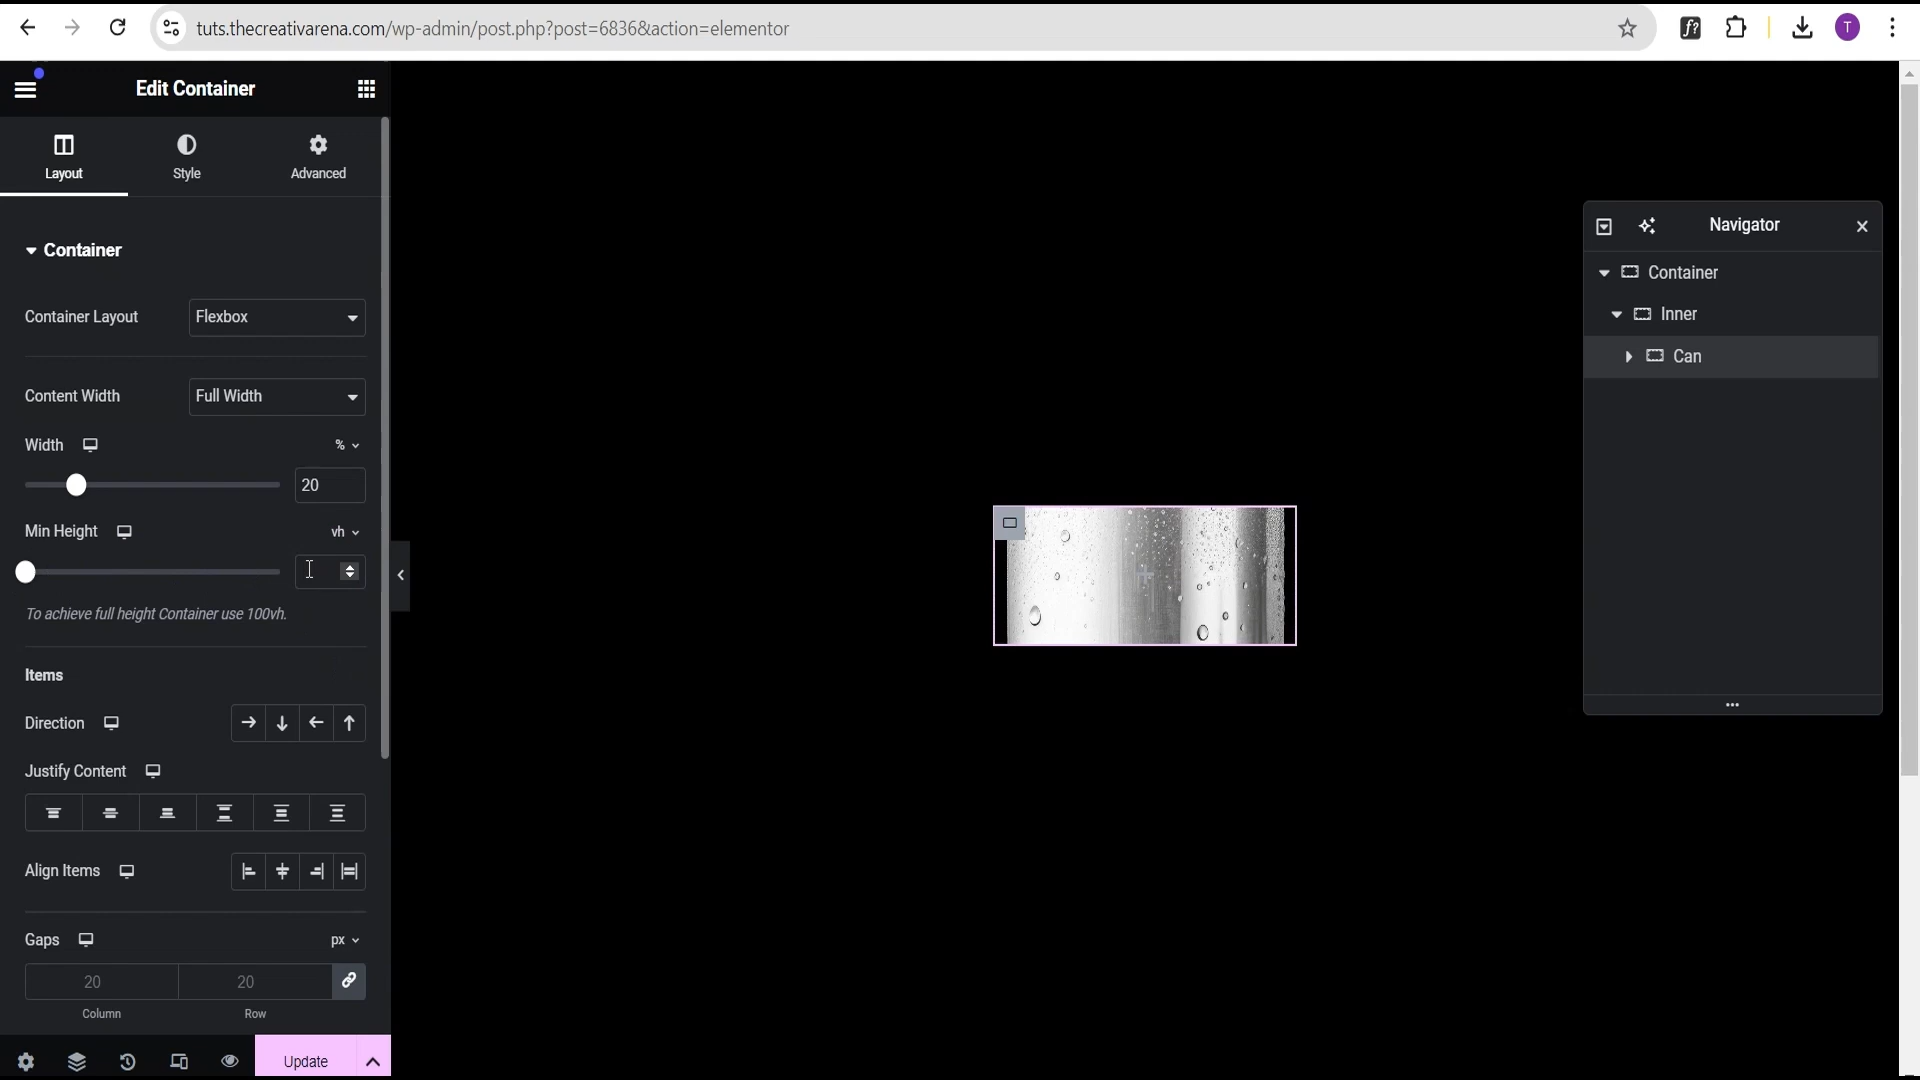 tuts.thecreativarena.com/wp-admin/post.php?post=6836&action=elementor
f?
T
Edit Container
Layout
Style
Advanced
Container
Container Layout
Flexbox
Content Width
Full Width
Width
%
20
Min Height
vh
To achieve full height Container use 100vh.
Items
Direction
Justify Content
Align Items
Gaps
px
20
20
Column
Row
Update
Navigator
Container
Inner
Can